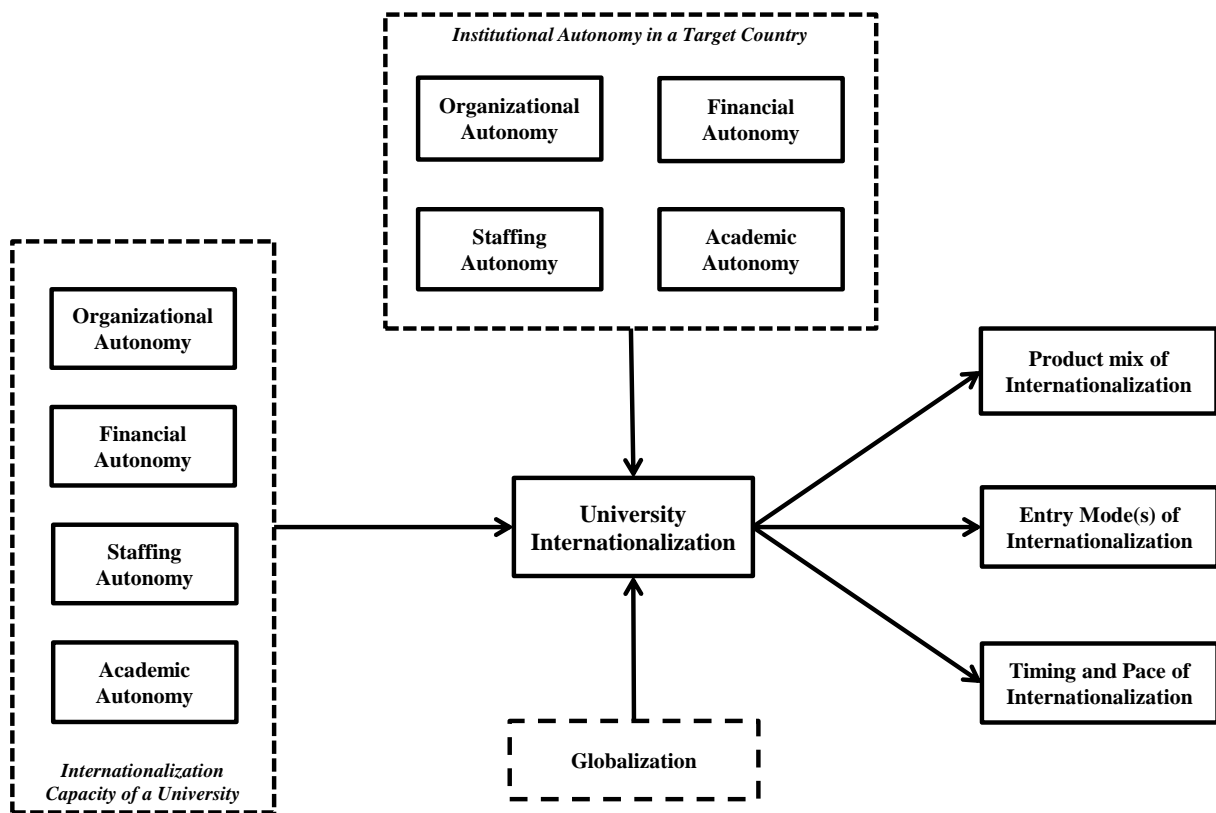 Institutional Autonomy in a Target Country
Organizational
Autonomy
Financial
Autonomy
Staffing
Autonomy
Academic
Autonomy
Organizational
Autonomy
Financial
Autonomy
Staffing
Autonomy
Academic
Autonomy
Internationalization
Capacity of a University
University
Internationalization
Globalization
Product mix of
Internationalization
Entry Mode(s) of
Internationalization
Timing and Pace of
Internationalization